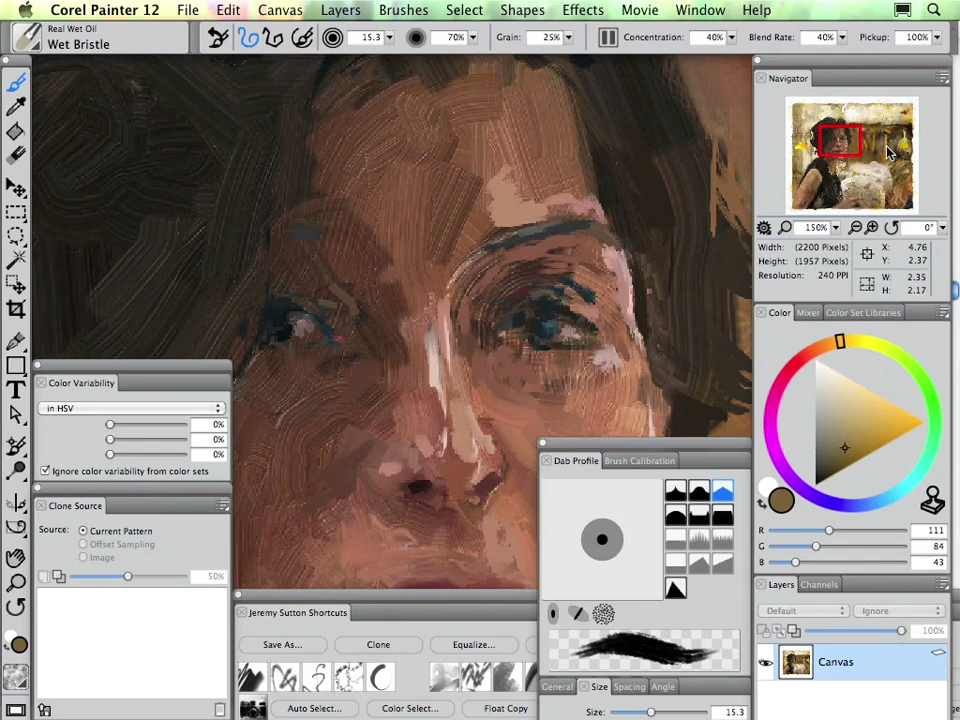 Corel Painter 12 File Edit Canvas Layers Brushes Select Shapes Effects Movie Window Help
Real Wet Oil
Wet Bristle
15.3 70% Grain: 25% Concentration: 40% Blend Rate: 40% Pickup: 100%
Navigator
150% 0°
Width: (2200 Pixels) X: 4.76
Height: (1957 Pixels) Y: 2.37
Resolution: 240 PPI W: 2.35
H: 2.17
Color Mixer Color Set Libraries
R 111
G 84
B 43
Layers Channels
Default Ignore
100%
Canvas
Color Variability
in HSV
0%
0%
0%
Ignore color variability from color sets
Clone Source
Source: Current Pattern
Offset Sampling
Image
50%
Jeremy Sutton Shortcuts
Save As... Clone Equalize...
Auto Select... Color Select... Float Copy
Dab Profile Brush Calibration
General Size Spacing Angle
Size: 15.3
T